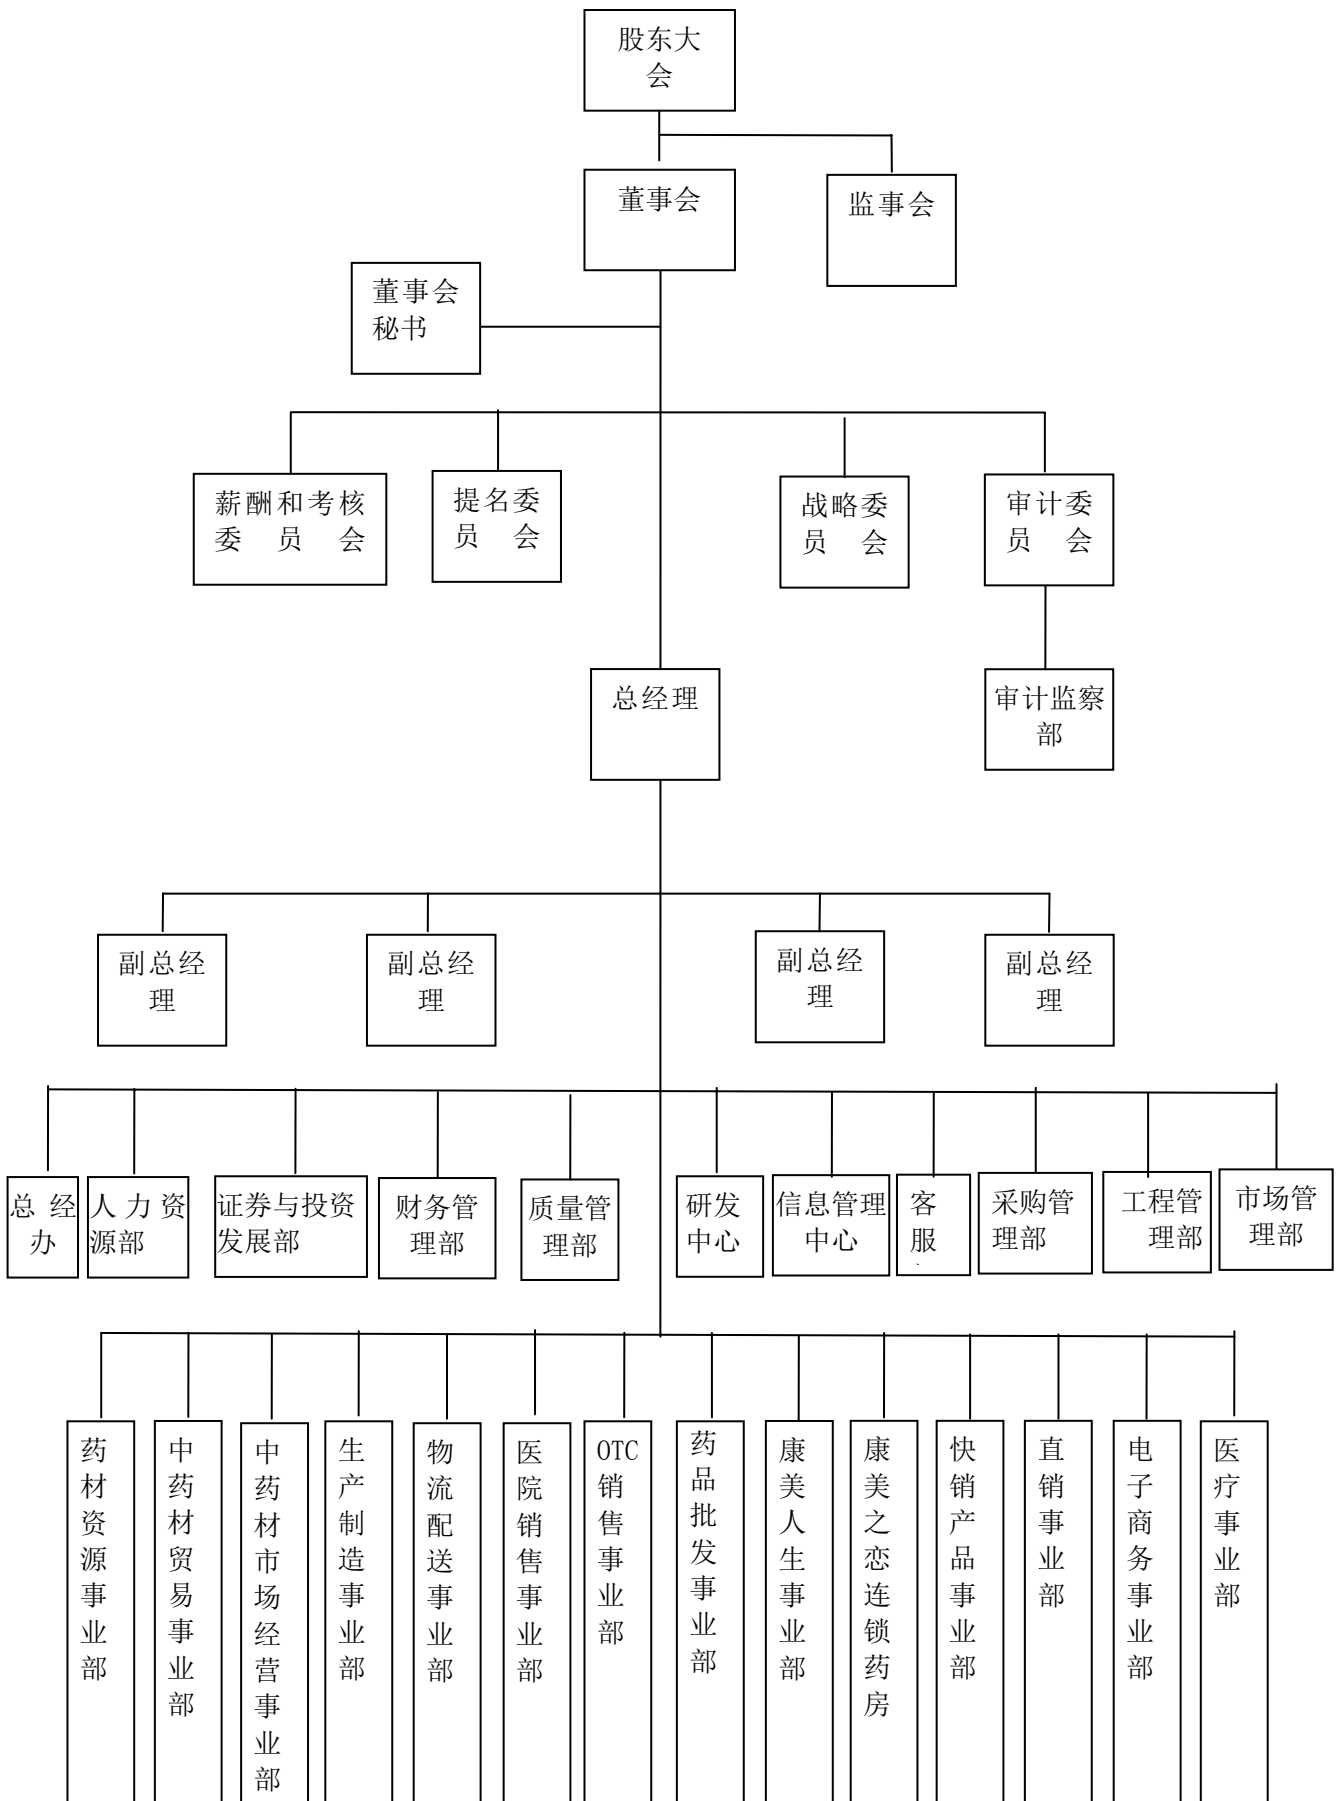 股东大
会
董事会
监事会
董事会
秘书
薪酬和考核
委员会
提名委
员会
战略委
员会
审计委
员会
总经理
审计监察
部
副总经
理
副总经
理
副总经
理
副总经
理
总经
办
人力资
源部
证券与投资
发展部
财务管
理部
质量管
理部
研发
中心
信息管理
中心
客
服
采购管
理部
工程管
理部
市场管
理部
药材资源事业部
中药材贸易事业部
中药材市场经营事业部
生产制造事业部
物流配送事业部
医院销售事业部
OTC销售事业部
药品批发事业部
康美人生事业部
康美之恋连锁药房
快销产品事业部
直销事业部
电子商务事业部
医疗事业部